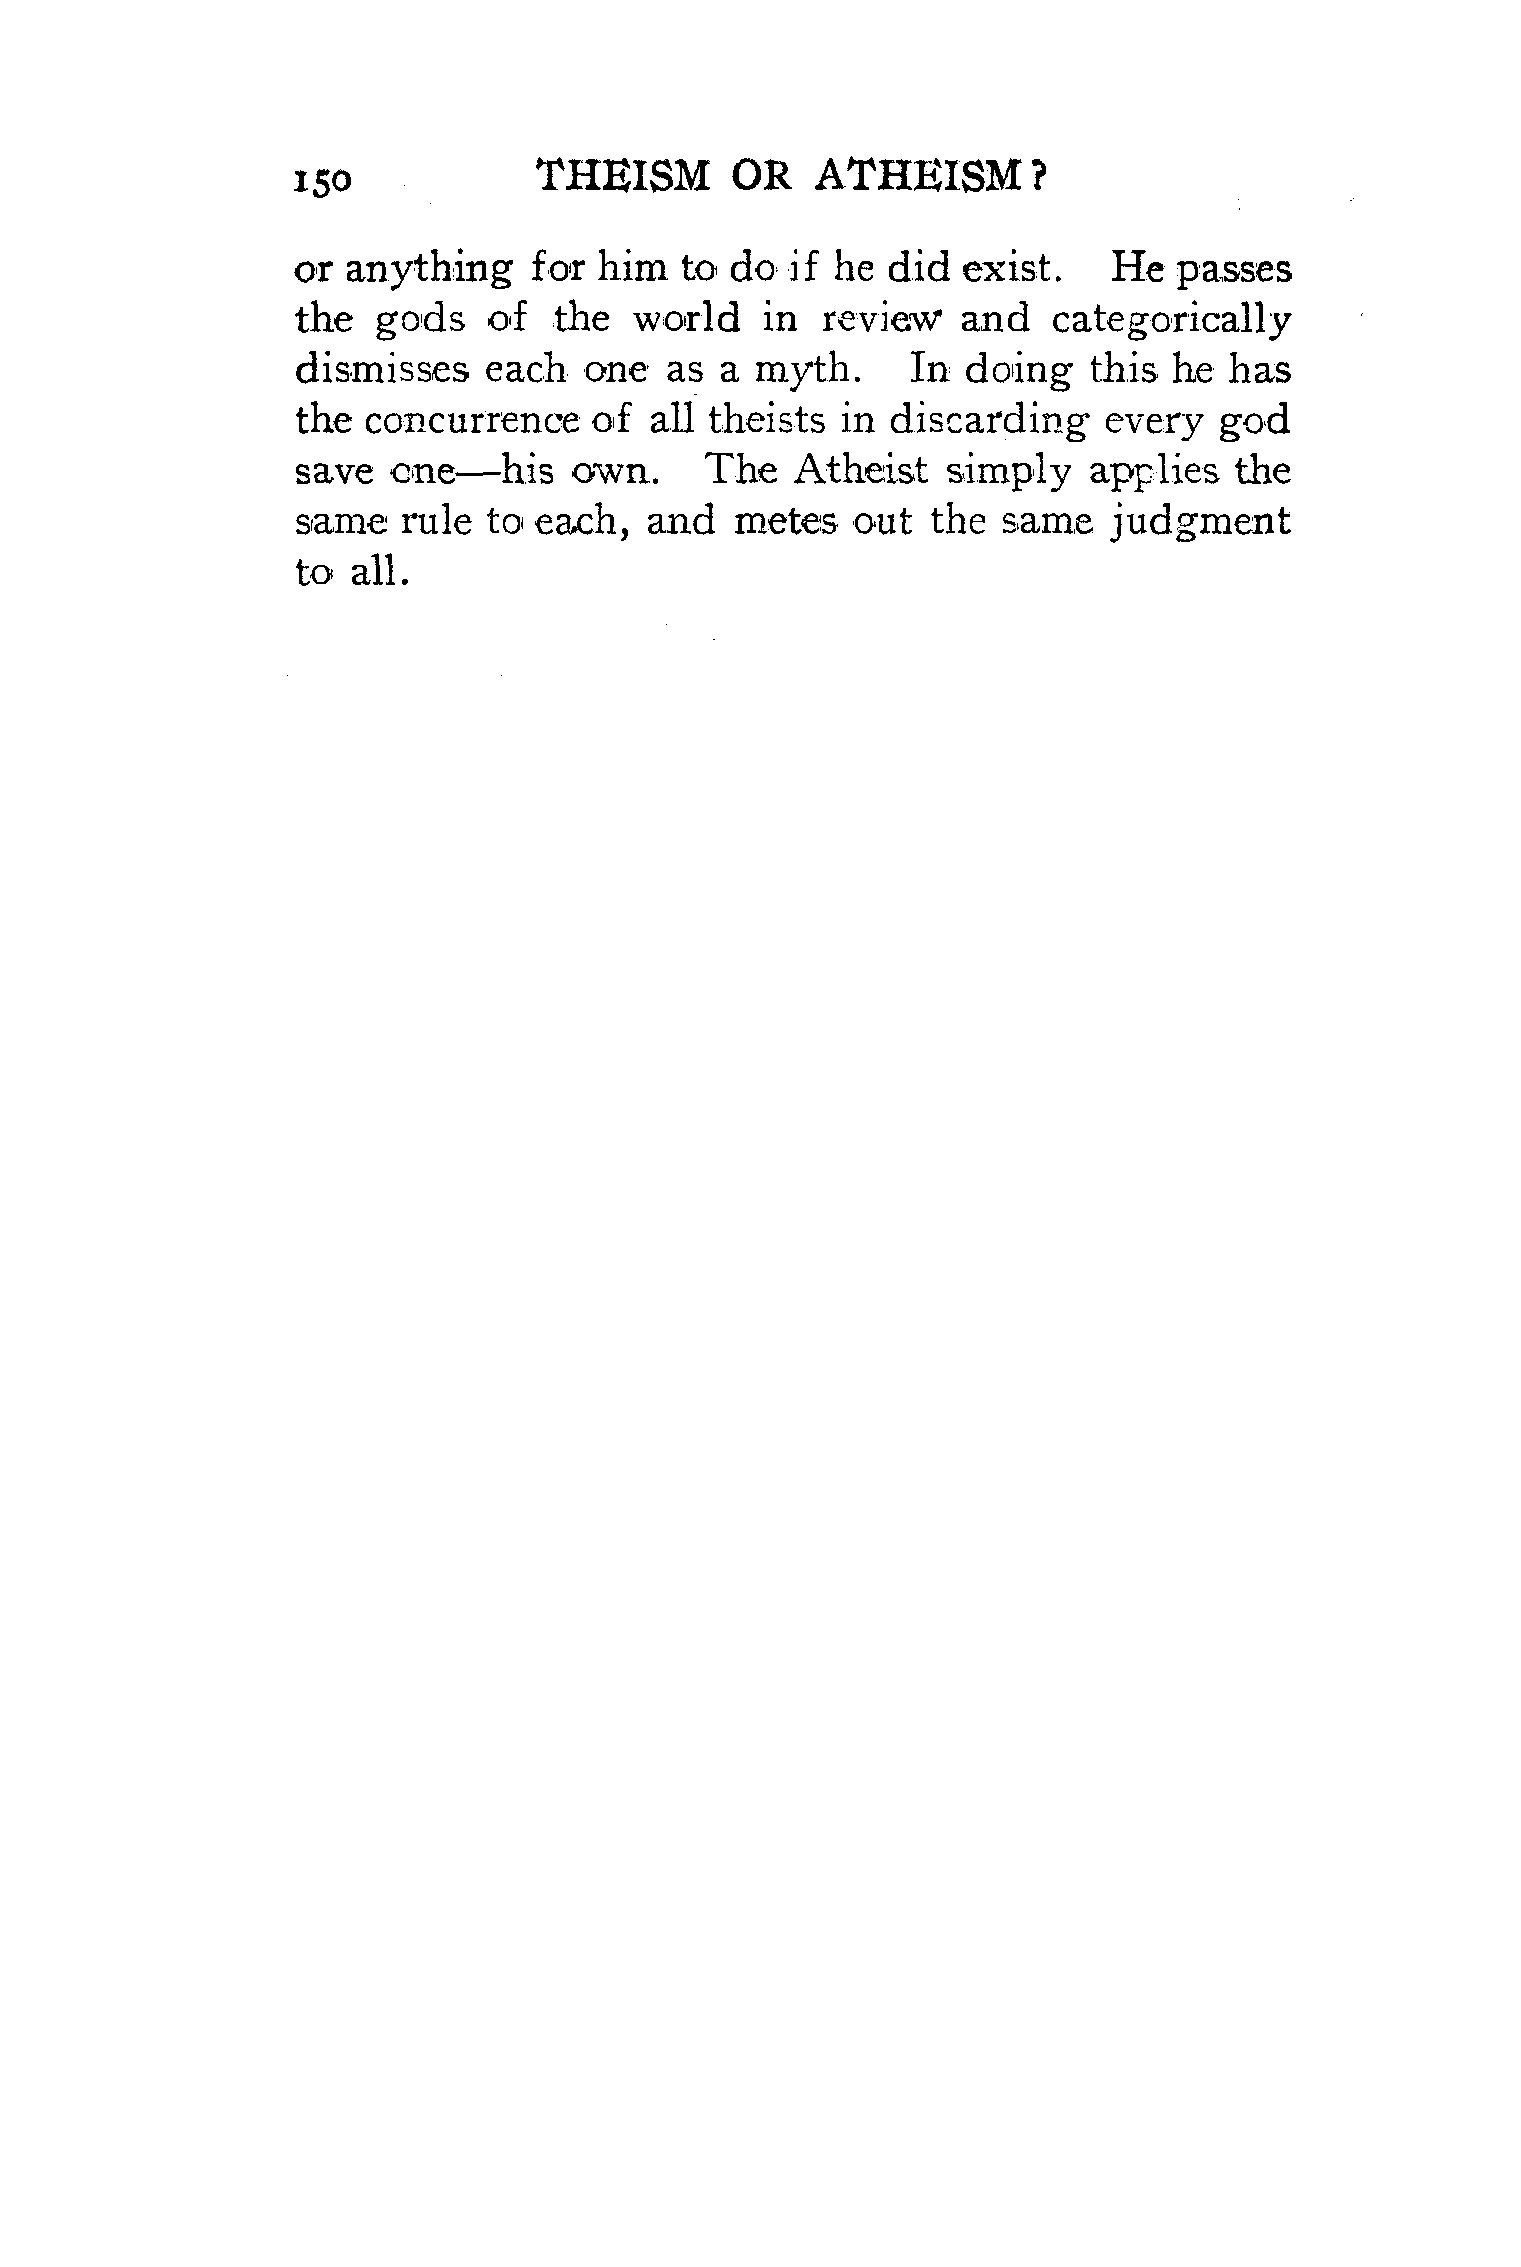 150 THEISM OR ATHEISM?
or anything for him to do if he did exist. He passes
the gods of the world in review and categorically
dismisses each one as a myth. In doing this he has
the concurrence of all theists in discarding every god
save one—his own. The Atheist simply applies the
same rule to each, and metes out the same judgment
to all.